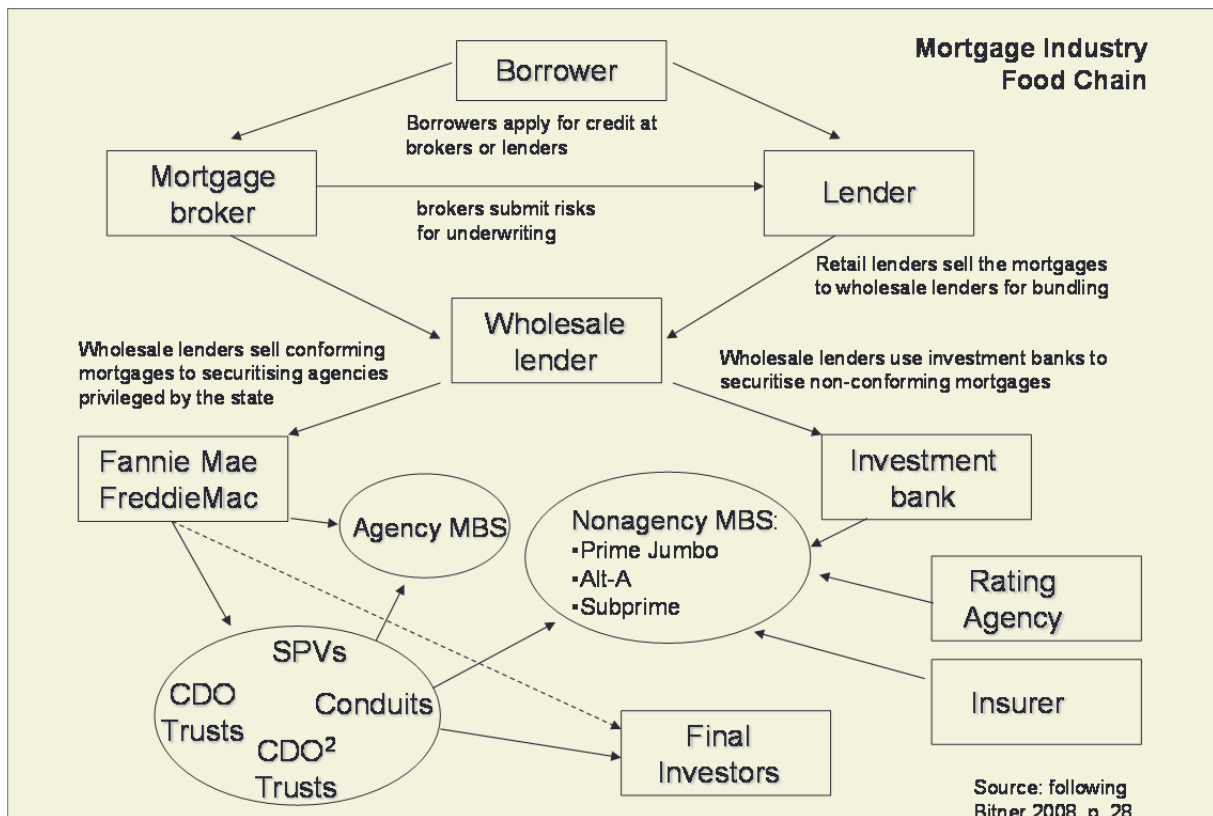 Mortgage Industry
Food Chain
Borrower
Borrowers apply for credit at
brokers or lenders
Mortgage
broker
Lender
brokers submit risks
for underwriting
Retail lenders sell the mortgages
to wholesale lenders for bundling
Wholesale
lender
Wholesale lenders sell conforming
mortgages to securitising agencies
privileged by the state
Wholesale lenders use investment banks to
securitise non-conforming mortgages
Fannie Mae
FreddieMac
Agency MBS
Nonagency MBS:
▪Prime Jumbo
▪Alt-A
▪Subprime
Investment
bank
Rating
Agency
SPVs
CDO
Trusts
Conduits
CDO²
Trusts
Insurer
Final
Investors
Source: following
Bitner 2008, p. 28